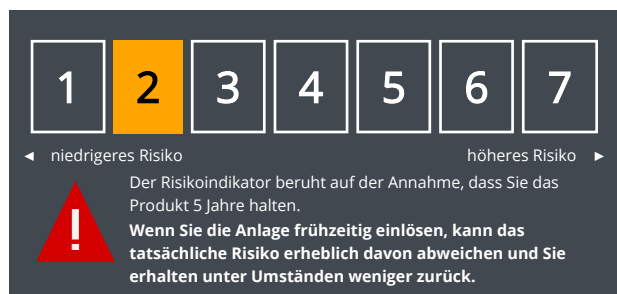 1 2 3 4 5 6 7
◄ niedrigeres Risiko höheres Risiko ►
Der Risikoindikator beruht auf der Annahme, dass Sie das
Produkt 5 Jahre halten.
!
Wenn Sie die Anlage frühzeitig einlösen, kann das
tatsächliche Risiko erheblich davon abweichen und Sie
erhalten unter Umständen weniger zurück.